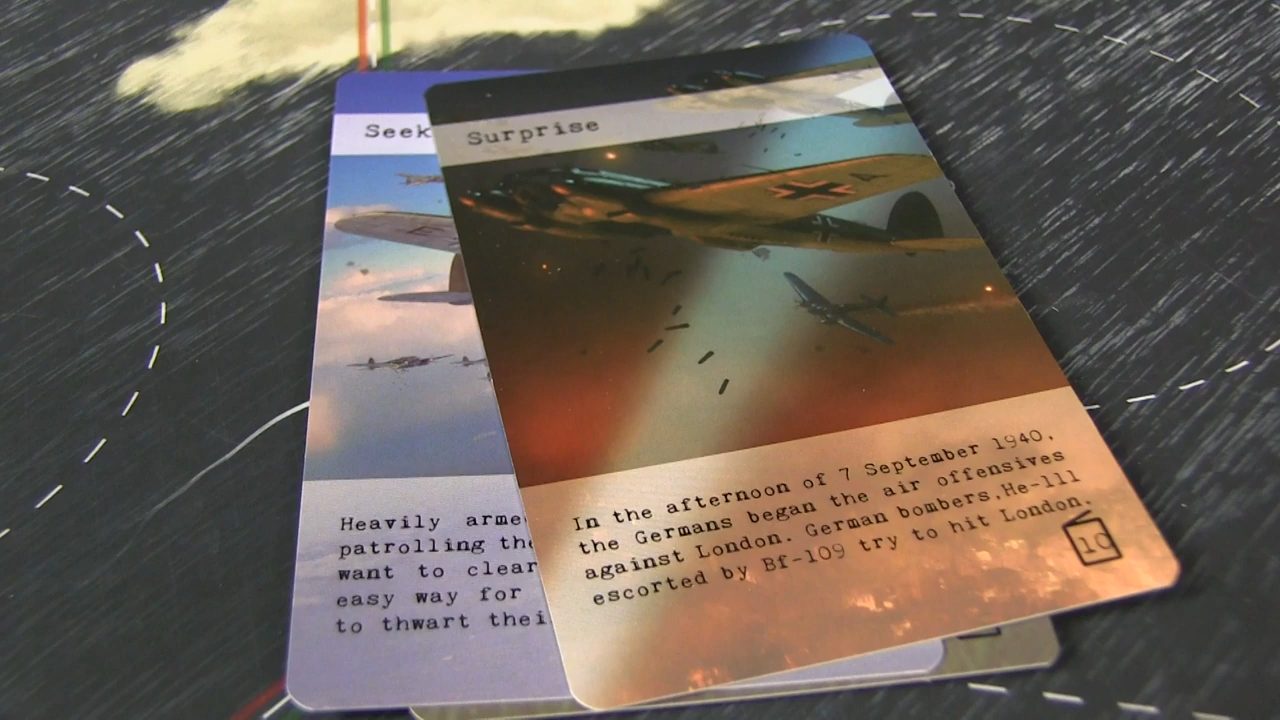 Seek
Surprise
Heavily arme
patrolling the
want to clear
easy way for
to thwart thei
In the afternoon of 7 September 1940,
the Germans began the air offensives
against London. German bombers.He-111
escorted by Bf-109 try to hit London.
10